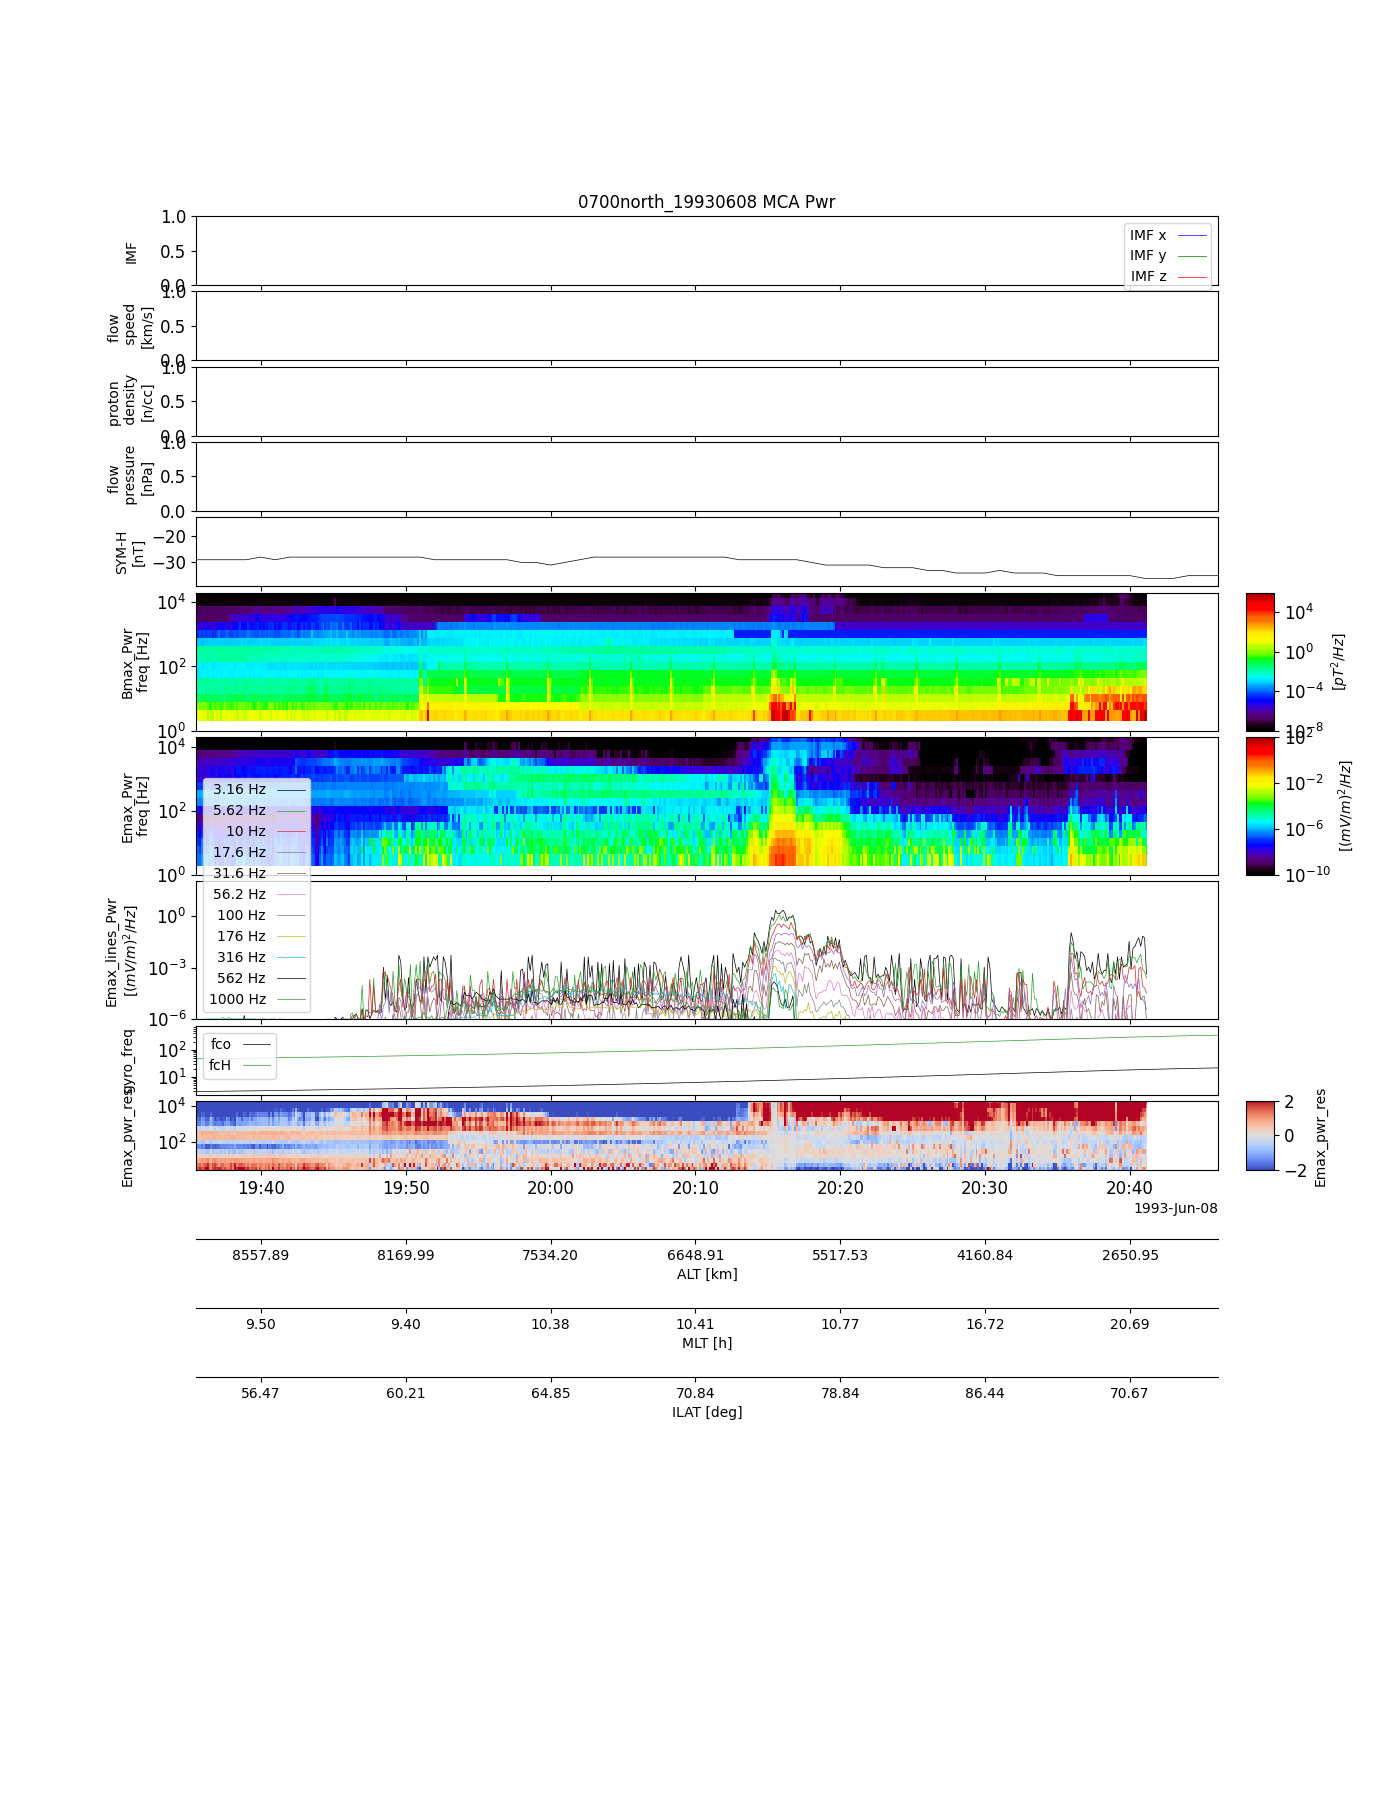 0700north_19930608 MCA Pwr
1.0
0.5
0.0
IMF
IMF x
IMF y
IMF z
1.0
0.5
0.0
flow
speed
[km/s]
1.0
0.5
0.0
proton
density
[n/cc]
1.0
0.5
0.0
flow
pressure
[nPa]
−20
−30
SYM-H
[nT]
10^4
10^2
10^0
Bmax_Pwr
freq [Hz]
10^4
10^0
10^−4
10^−8
[pT^2/Hz]
10^4
10^2
10^0
Emax_Pwr
freq [Hz]
10^2
10^−2
10^−6
10^−10
[(mV/m)^2/Hz]
3.16 Hz
5.62 Hz
10 Hz
17.6 Hz
31.6 Hz
56.2 Hz
100 Hz
176 Hz
316 Hz
562 Hz
1000 Hz
10^0
10^−3
10^−6
Emax_lines_Pwr
[(mV/m)^2/Hz]
10^2
10^1
gyro_freq
fco
fcH
10^4
10^2
Emax_pwr_res
2
0
−2
Emax_pwr_res
19:40 19:50 20:00 20:10 20:20 20:30 20:40
1993-Jun-08
8557.89 8169.99 7534.20 6648.91 5517.53 4160.84 2650.95
ALT [km]
9.50 9.40 10.38 10.41 10.77 16.72 20.69
MLT [h]
56.47 60.21 64.85 70.84 78.84 86.44 70.67
ILAT [deg]